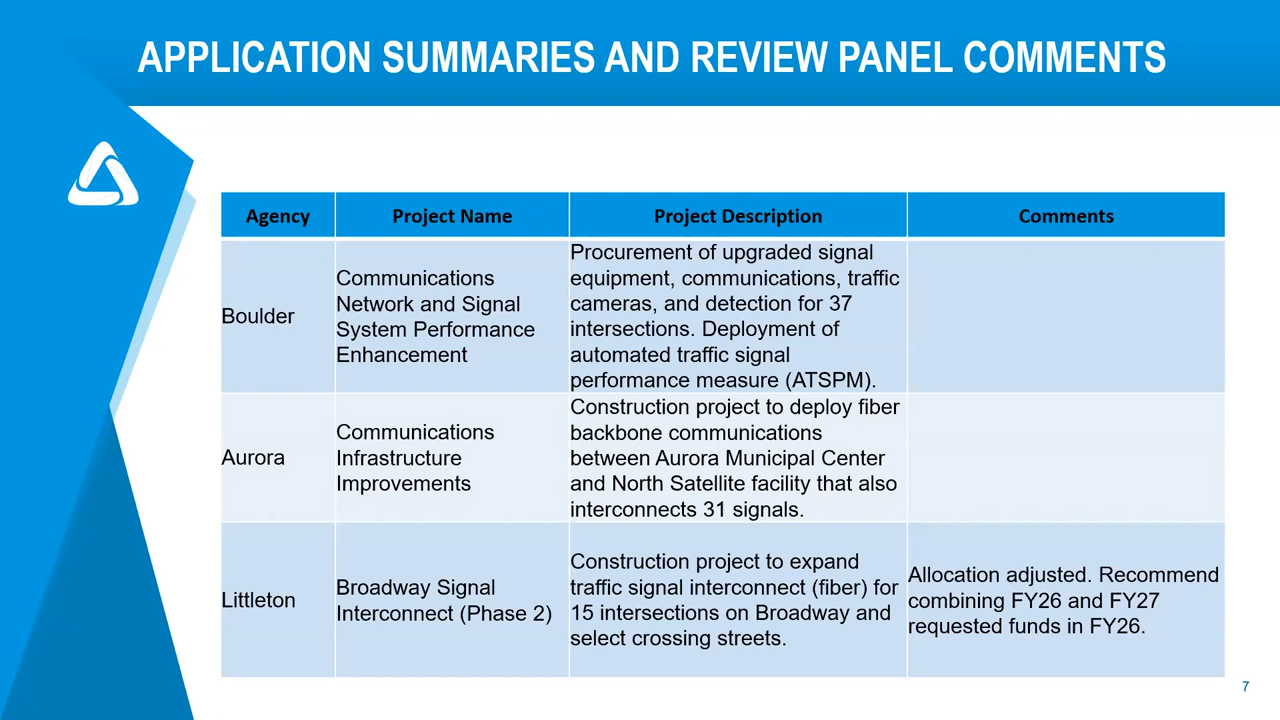 APPLICATION SUMMARIES AND REVIEW PANEL COMMENTS
Agency
Project Name
Project Description
Comments
Boulder
Communications
Network and Signal
System Performance
Enhancement
Procurement of upgraded signal
equipment, communications, traffic
cameras, and detection for 37
intersections. Deployment of
automated traffic signal
performance measure (ATSPM).
Aurora
Communications
Infrastructure
Improvements
Construction project to deploy fiber
backbone communications
between Aurora Municipal Center
and North Satellite facility that also
interconnects 31 signals.
Littleton
Broadway Signal
Interconnect (Phase 2)
Construction project to expand
traffic signal interconnect (fiber) for
15 intersections on Broadway and
select crossing streets.
Allocation adjusted. Recommend
combining FY26 and FY27
requested funds in FY26.
7